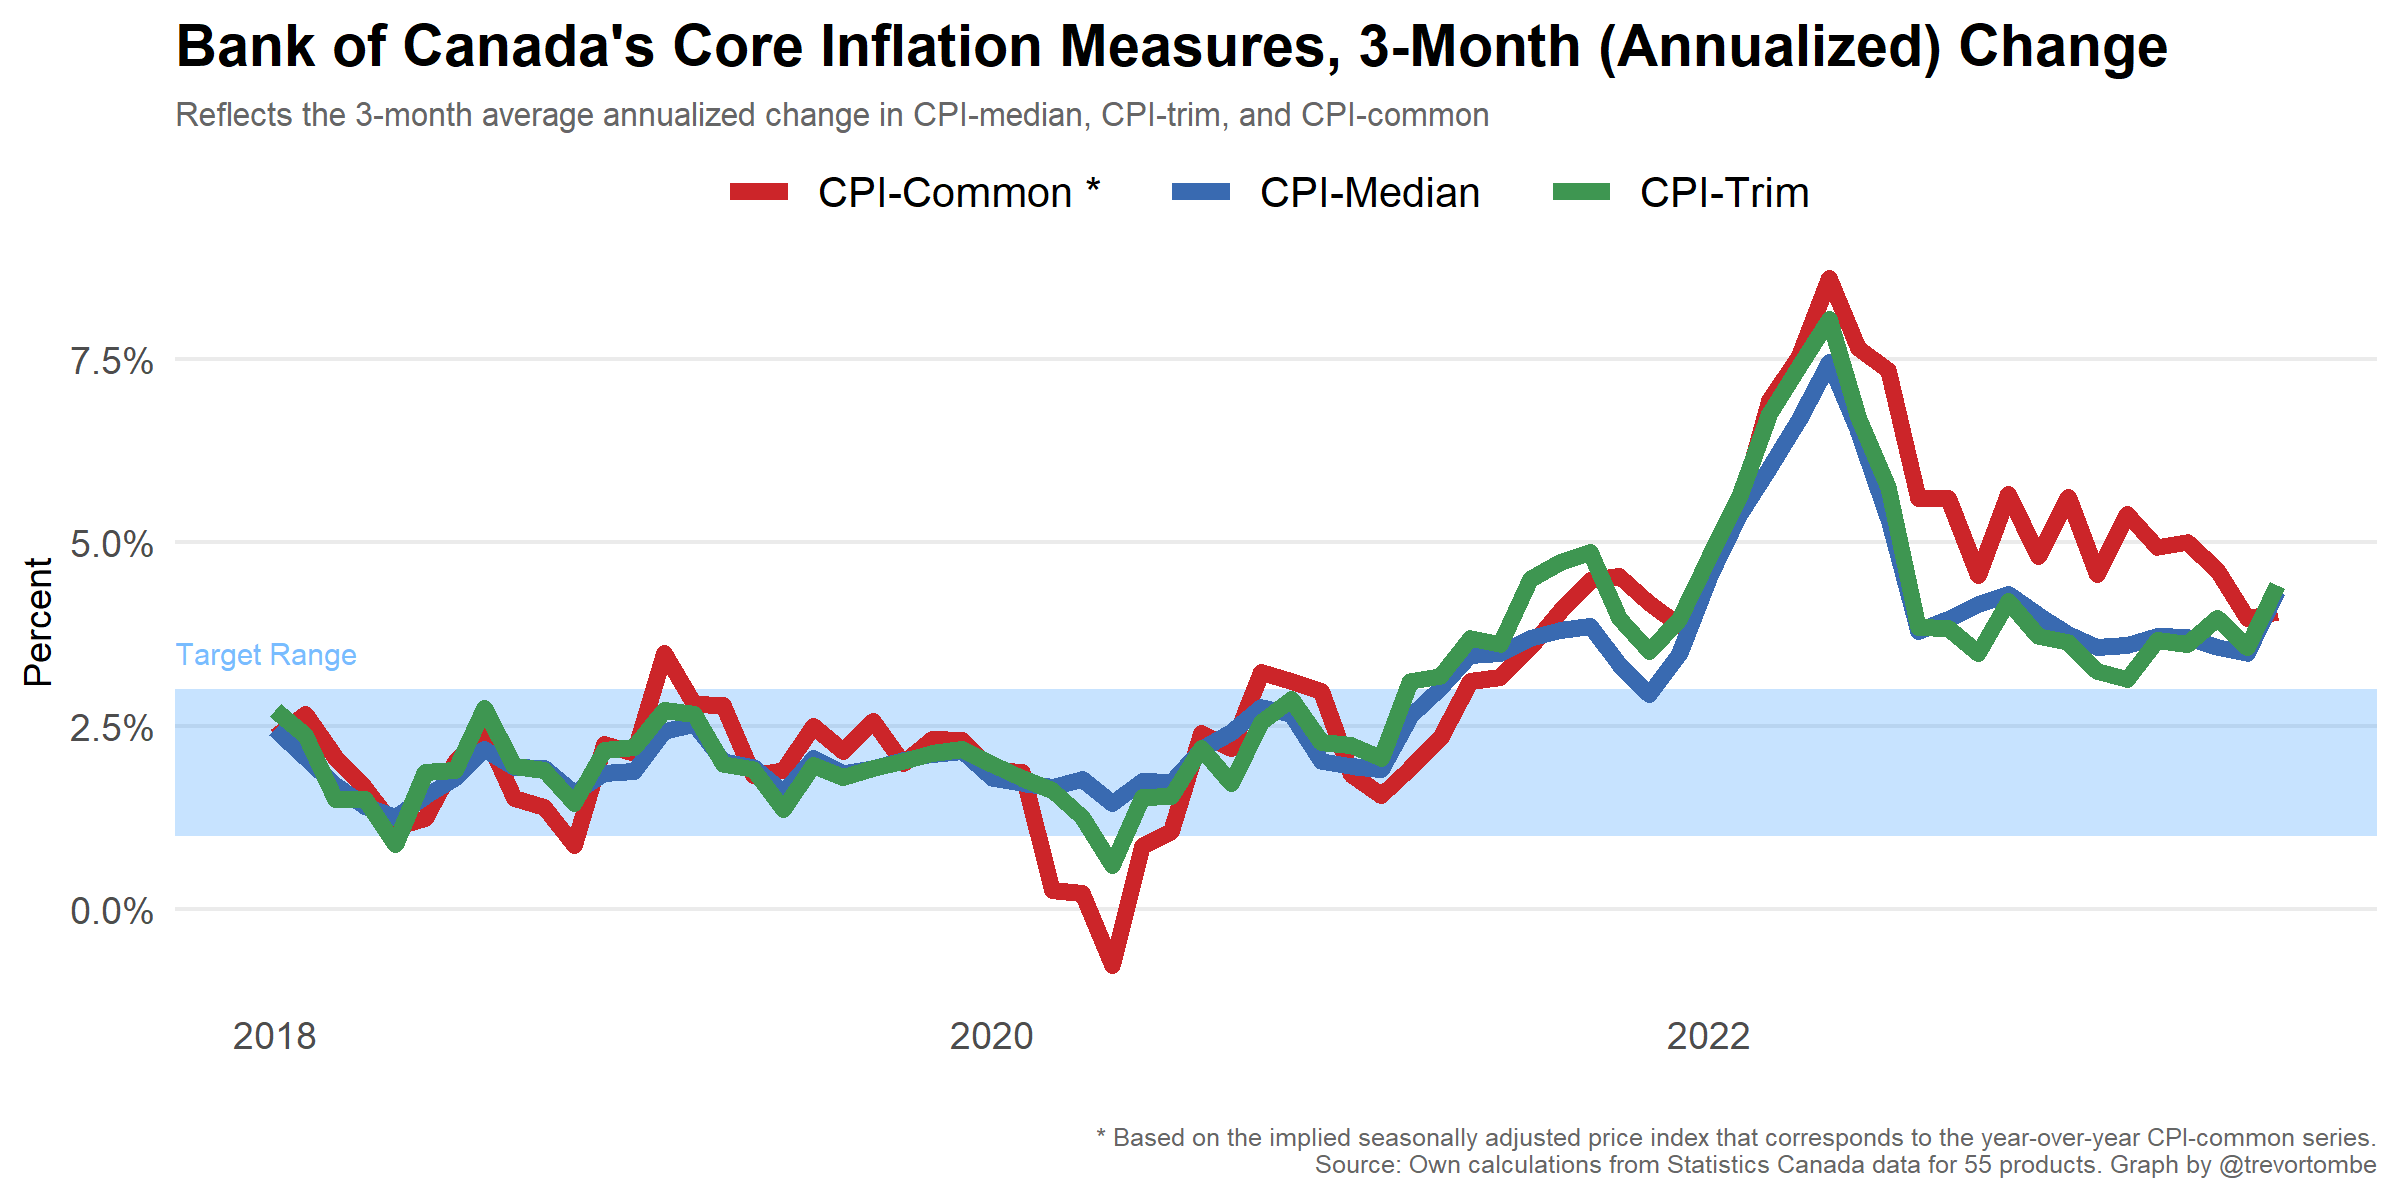 Bank of Canada's Core Inflation Measures, 3-Month (Annualized) Change
Reflects the 3-month average annualized change in CPI-median, CPI-trim, and CPI-common
CPI-Common *
CPI-Median
CPI-Trim
Percent
7.5%
5.0%
2.5%
0.0%
Target Range
2018
2020
2022
* Based on the implied seasonally adjusted price index that corresponds to the year-over-year CPI-common series.
Source: Own calculations from Statistics Canada data for 55 products. Graph by @trevortombe